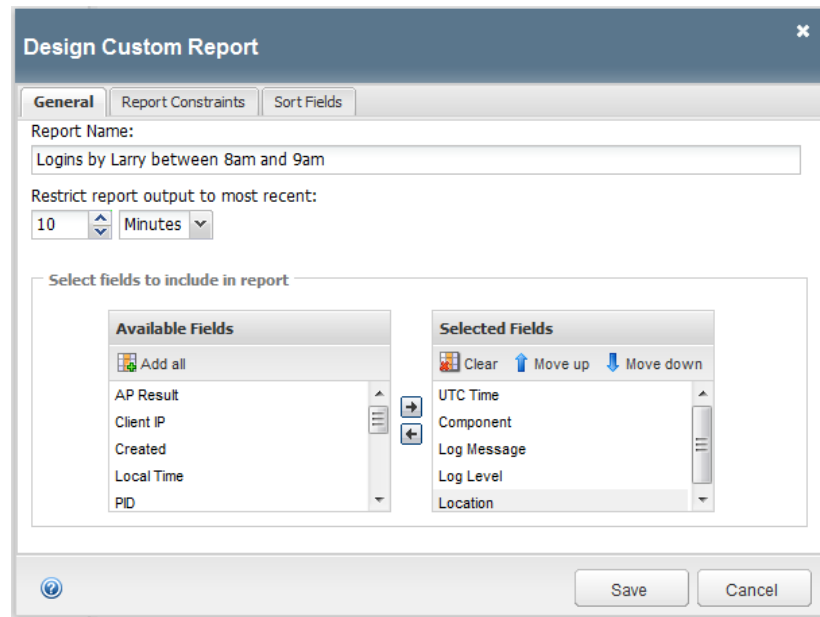 Design Custom Report
General Report Constraints Sort Fields
Report Name:
Logins by Larry between 8am and 9am
Restrict report output to most recent:
10 Minutes
Select fields to include in report
Available Fields
Add all
AP Result
Client IP
Created
Local Time
PID
Selected Fields
Clear Move up Move down
UTC Time
Component
Log Message
Log Level
Location
Save Cancel